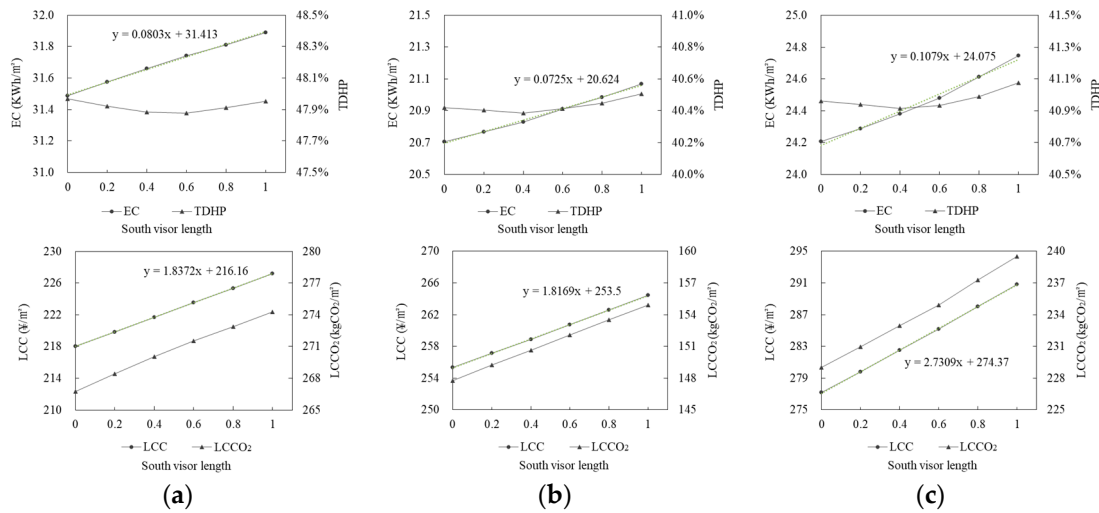 32.0
31.8
31.6
31.4
31.2
31.0
EC (KWh/㎡)
48.5%
48.3%
48.1%
47.9%
47.7%
47.5%
TDHP
y = 0.0803x + 31.413
0 0.2 0.4 0.6 0.8 1
EC TDHP
South visor length
21.5
21.3
21.1
20.9
20.7
20.5
EC (KWh/㎡)
41.0%
40.8%
40.6%
40.4%
40.2%
40.0%
TDHP
y = 0.0725x + 20.624
0 0.2 0.4 0.6 0.8 1
EC TDHP
South visor length
25.0
24.8
24.6
24.4
24.2
24.0
EC (KWh/㎡)
41.5%
41.3%
41.1%
40.9%
40.7%
40.5%
TDHP
y = 0.1079x + 24.075
0 0.2 0.4 0.6 0.8 1
EC TDHP
South visor length
230
226
222
218
214
210
LCC (¥/㎡)
280
277
274
271
268
265
LCCO₂ (kgCO₂/㎡)
y = 1.8372x + 216.16
0 0.2 0.4 0.6 0.8 1
LCC LCCO₂
South visor length
270
266
262
258
254
250
LCC (¥/㎡)
160
157
154
151
148
145
LCCO₂ (kgCO₂/㎡)
y = 1.8169x + 253.5
0 0.2 0.4 0.6 0.8 1
LCC LCCO₂
South visor length
295
291
287
283
279
275
LCC (¥/㎡)
240
237
234
231
228
225
LCCO₂ (kgCO₂/㎡)
y = 2.7309x + 274.37
0 0.2 0.4 0.6 0.8 1
LCC LCCO₂
South visor length
(a) (b) (c)